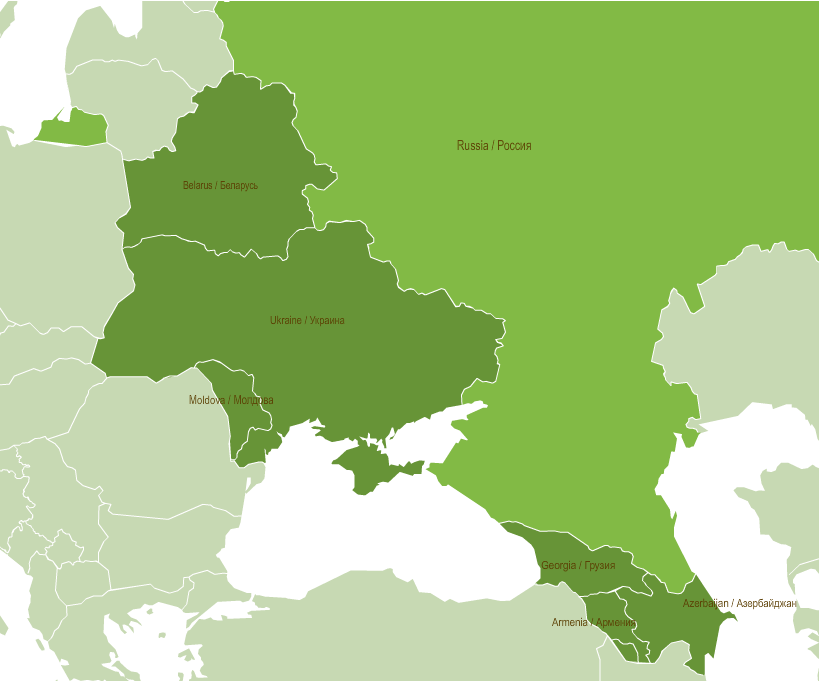 Russia / Россия
Belarus / Беларусь
Ukraine / Украина
Moldova / Молдова
Georgia / Грузия
Azerbaijan / Азербайджан
Armenia / Армения